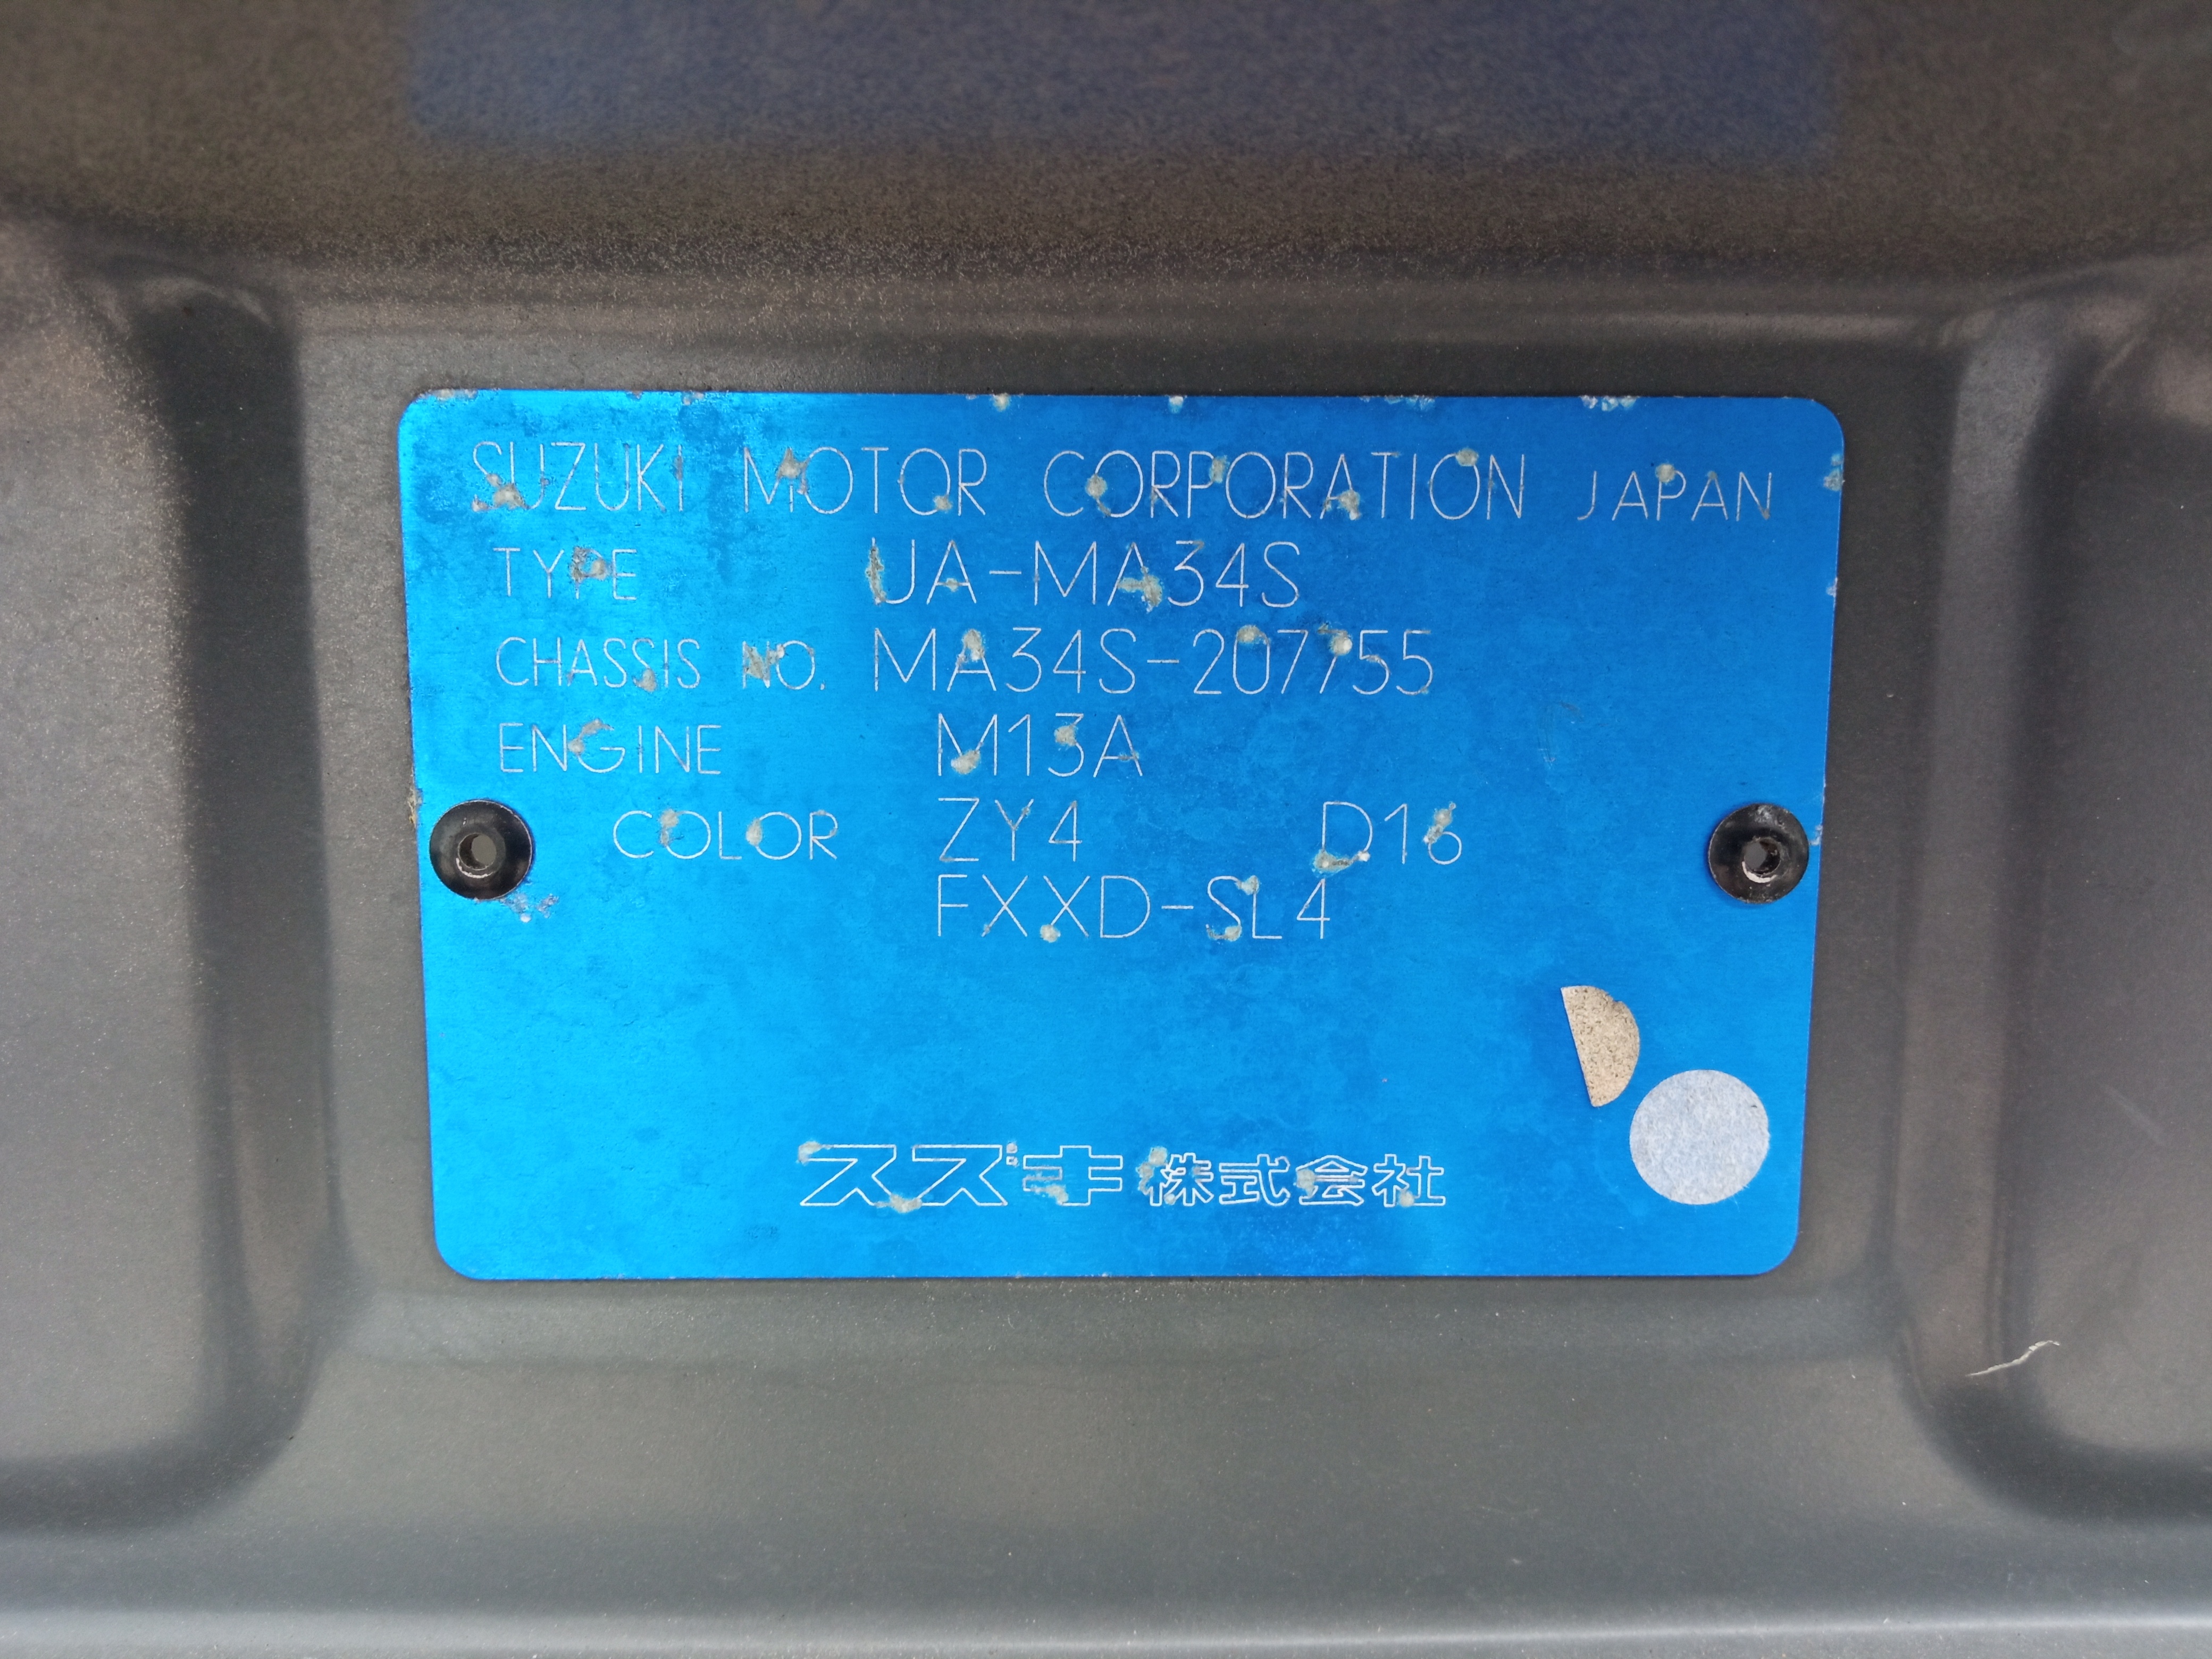 SUZUKI MOTOR CORPORATION JAPAN
TYPE UA-MA34S
CHASSIS NO. MA34S-207755
ENGINE M13A
COLOR ZY4 D16
FXXD-SL4
スズキ株式会社